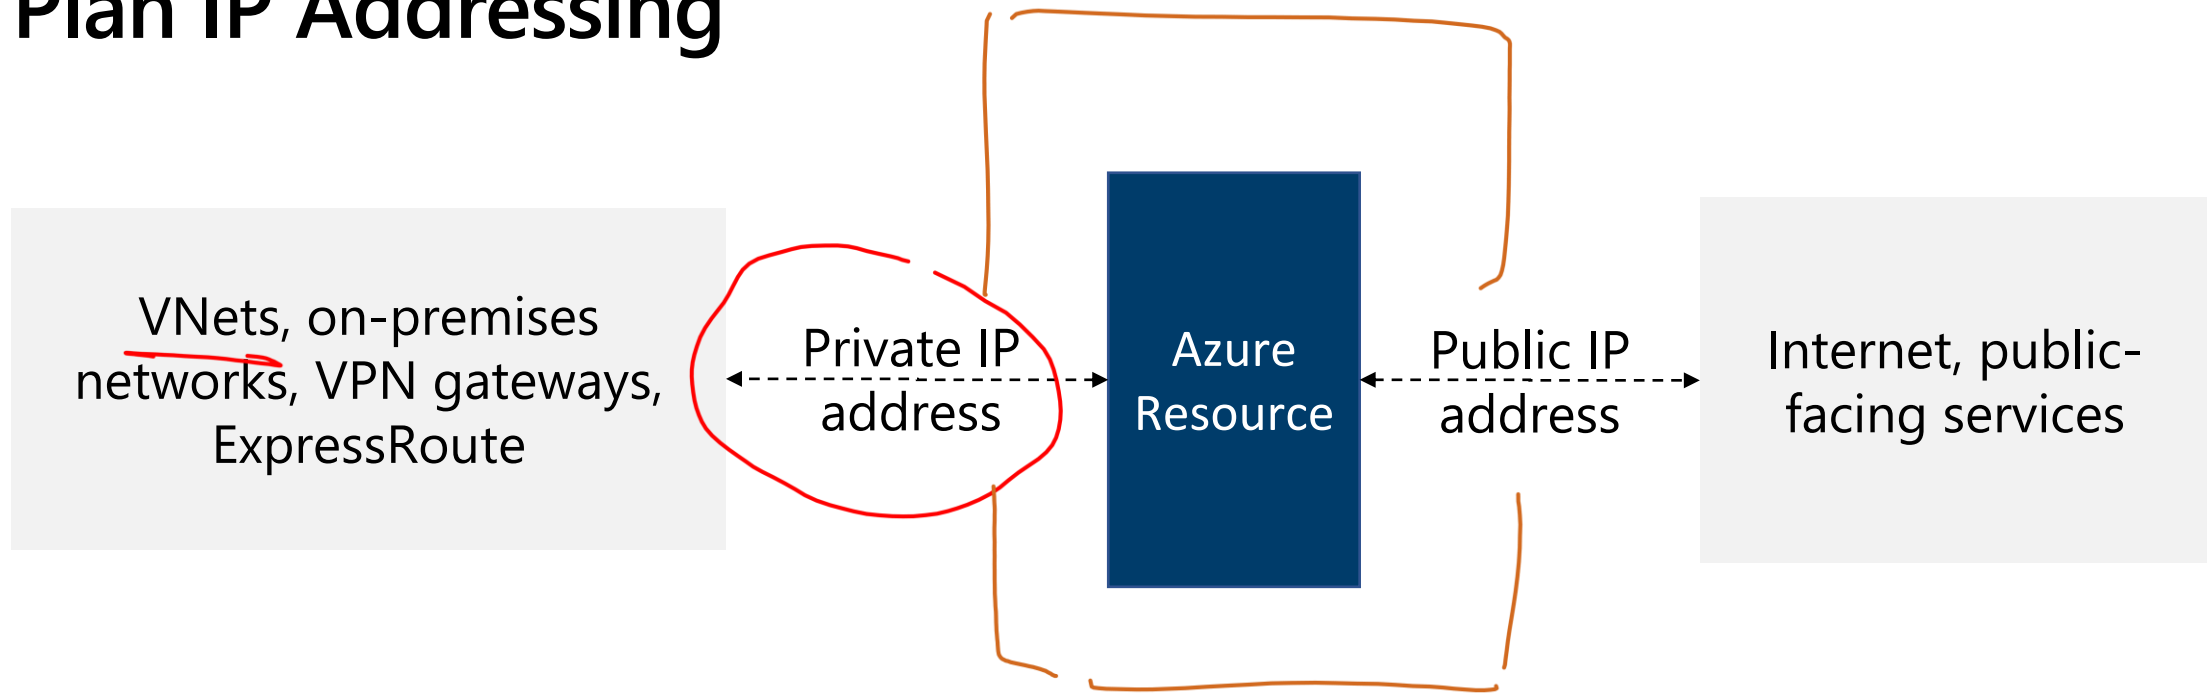 Plan IP Addressing
VNets, on-premises
networks, VPN gateways,
ExpressRoute
Private IP
address
Azure
Resource
Public IP
address
Internet, public-
facing services